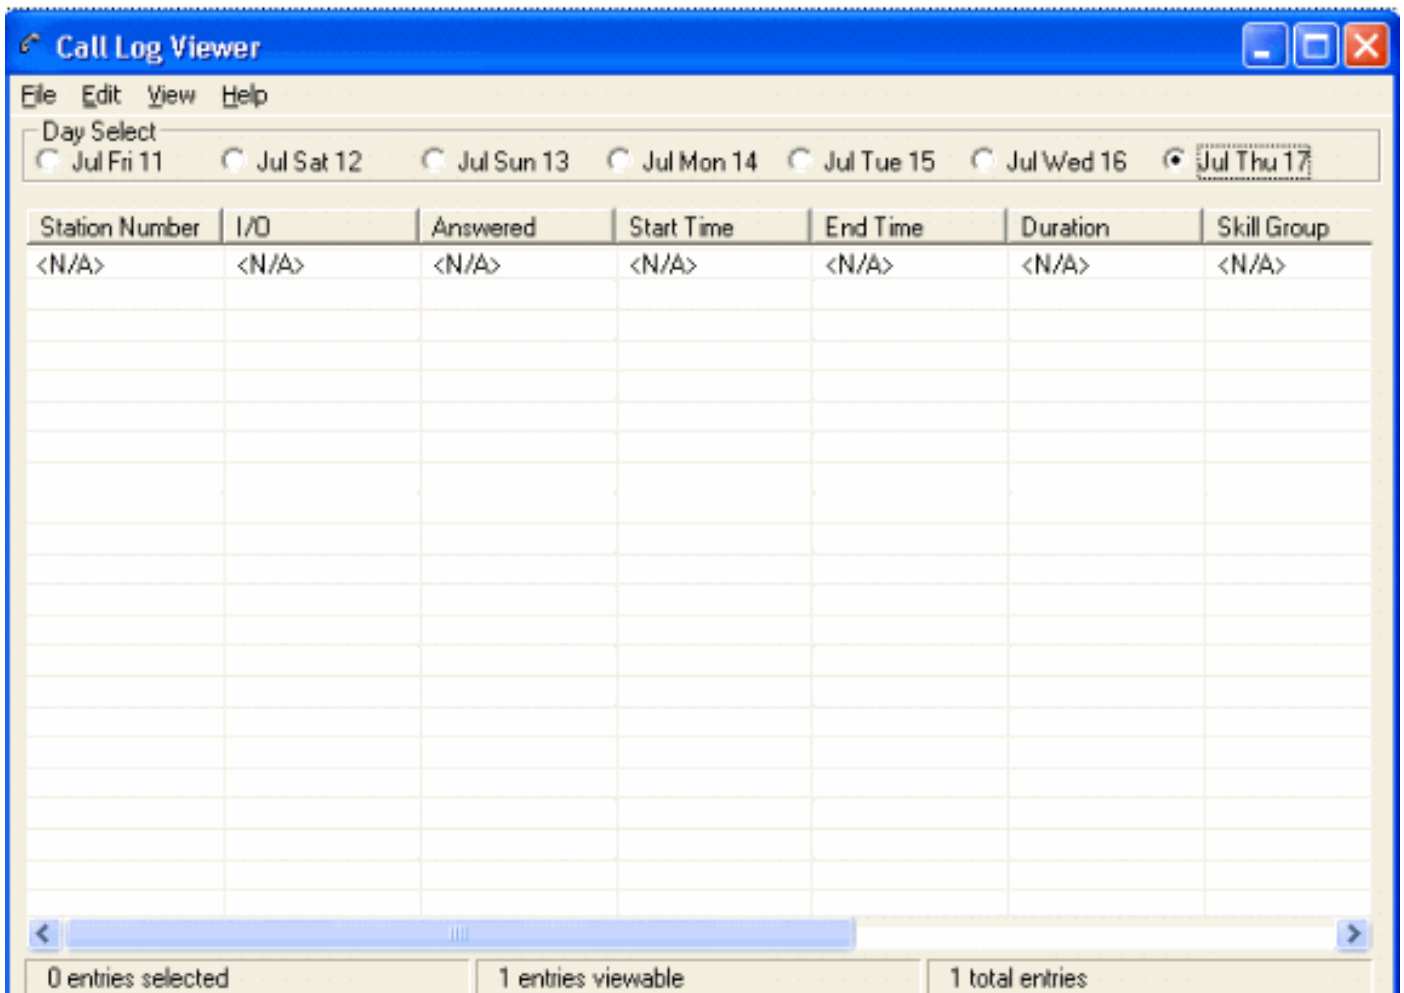 Call Log Viewer
File Edit View Help
Day Select
Jul Fri 11 Jul Sat 12 Jul Sun 13 Jul Mon 14 Jul Tue 15 Jul Wed 16 Jul Thu 17
Station Number I/O Answered Start Time End Time Duration Skill Group
<N/A> <N/A> <N/A> <N/A> <N/A> <N/A> <N/A>
0 entries selected 1 entries viewable 1 total entries